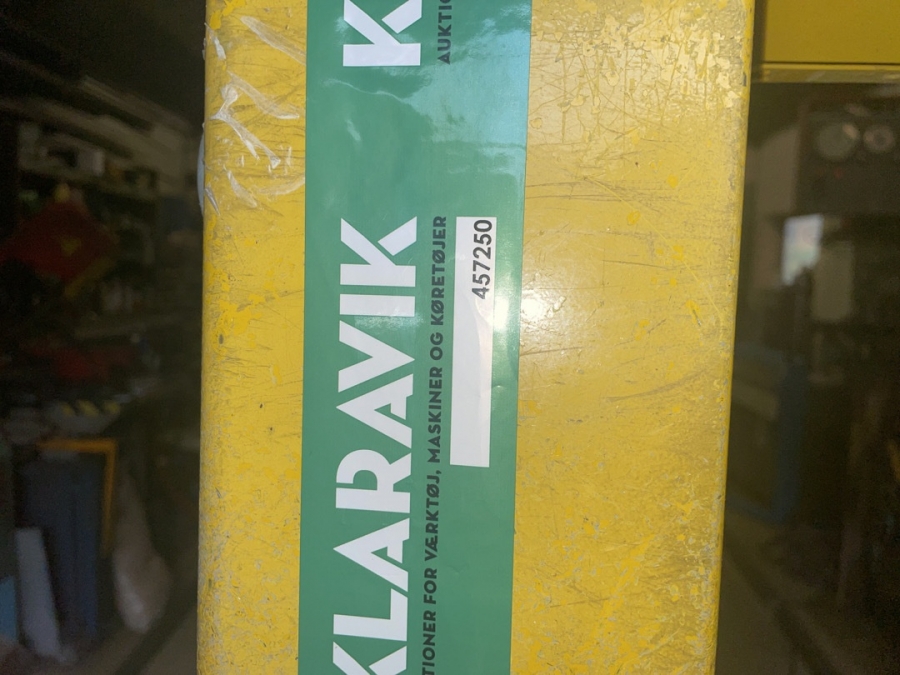 KLARAVIK
TIONER FOR VÆRKTØJ, MASKINER OG KØRETØJER
457250
K
AUKTIO